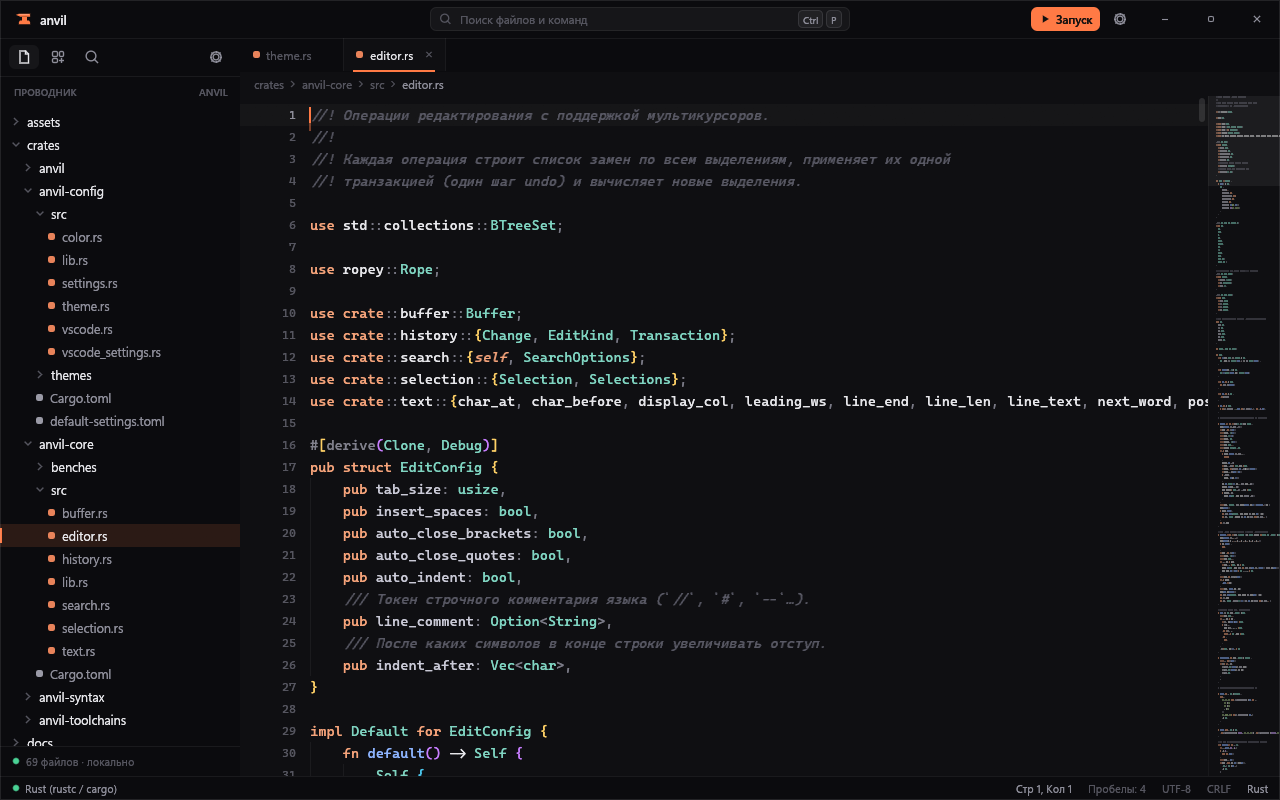 anvil
Поиск файлов и команд
Ctrl P
Запуск
theme.rs
editor.rs
ПРОВОДНИК ANVIL
crates > anvil-core > src > editor.rs
assets
crates
anvil
anvil-config
src
color.rs
lib.rs
settings.rs
theme.rs
vscode.rs
vscode_settings.rs
themes
Cargo.toml
default-settings.toml
anvil-core
benches
src
buffer.rs
editor.rs
history.rs
lib.rs
search.rs
selection.rs
text.rs
Cargo.toml
anvil-syntax
anvil-toolchains
docs
69 файлов · локально
1 //! Операции редактирования с поддержкой мультикурсоров.
2 //!
3 //! Каждая операция строит список замен по всем выделениям, применяет их одной
4 //! транзакцией (один шаг undo) и вычисляет новые выделения.
5
6 use std::collections::BTreeSet;
7
8 use ropey::Rope;
9
10 use crate::buffer::Buffer;
11 use crate::history::{Change, EditKind, Transaction};
12 use crate::search::{self, SearchOptions};
13 use crate::selection::{Selection, Selections};
14 use crate::text::{char_at, char_before, display_col, leading_ws, line_end, line_len, line_text, next_word, pos
15
16 #[derive(Clone, Debug)]
17 pub struct EditConfig {
18 pub tab_size: usize,
19 pub insert_spaces: bool,
20 pub auto_close_brackets: bool,
21 pub auto_close_quotes: bool,
22 pub auto_indent: bool,
23 /// Токен строчного комментария языка (`//`, `#`, `--`…).
24 pub line_comment: Option<String>,
25 /// После каких символов в конце строки увеличивать отступ.
26 pub indent_after: Vec<char>,
27 }
28
29 impl Default for EditConfig {
30 fn default() -> Self {
31 Self {
Rust (rustc / cargo)
Стр 1, Кол 1
Пробелы: 4
UTF-8
CRLF
Rust